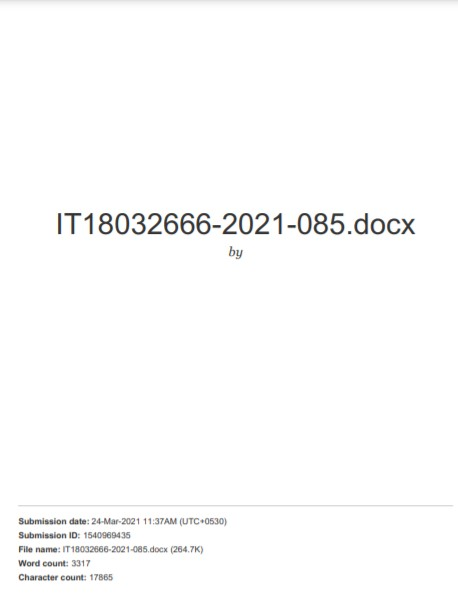 IT18032666-2021-085.docx
by
Submission date: 24-Mar-2021 11:37AM (UTC+0530)
Submission ID: 1540969435
File name: IT18032666-2021-085.docx (264.7K)
Word count: 3317
Character count: 17865